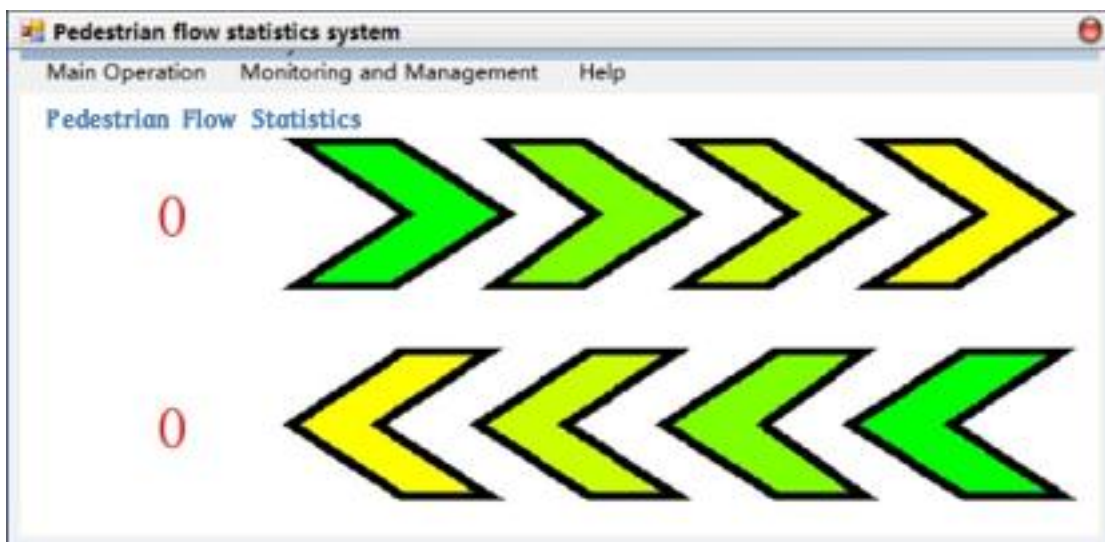 Pedestrian flow statistics system
Main Operation Monitoring and Management Help
Pedestrian Flow Statistics
0
0